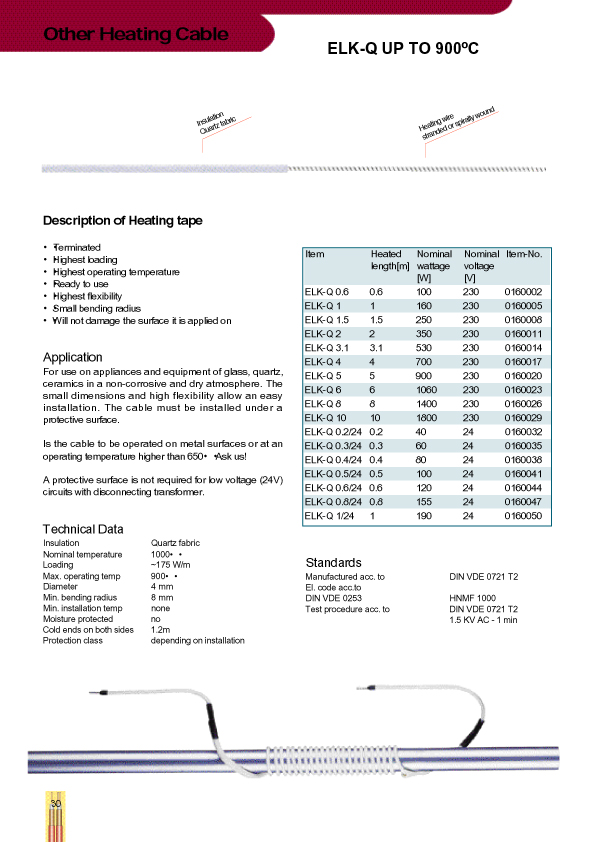 Other Heating Cable
ELK-Q UP TO 900ºC
Insulation
Quartz fabric
Heating wire
stranded or spirally wound
Description of Heating tape
• Terminated
• Highest loading
• Highest operating temperature
• Ready to use
• Highest flexibility
• Small bending radius
• Will not damage the surface it is applied on
Application
For use on appliances and equipment of glass, quartz,
ceramics in a non-corrosive and dry atmosphere. The
small dimensions and high flexibility allow an easy
installation. The cable must be installed under a
protective surface.
Is the cable to be operated on metal surfaces or at an
operating temperature higher than 650• •Ask us!
A protective surface is not required for low voltage (24V)
circuits with disconnecting transformer.
Technical Data
Insulation Quartz fabric
Nominal temperature 1000• •
Loading ~175 W/m
Max. operating temp 900• •
Diameter 4 mm
Min. bending radius 8 mm
Min. installation temp none
Moisture protected no
Cold ends on both sides 1.2m
Protection class depending on installation
Item Heated Nominal Nominal Item-No.
length[m] wattage voltage
[W] [V]
ELK-Q 0.6 0.6 100 230 0160002
ELK-Q 1 1 160 230 0160005
ELK-Q 1.5 1.5 250 230 0160008
ELK-Q 2 2 350 230 0160011
ELK-Q 3.1 3.1 530 230 0160014
ELK-Q 4 4 700 230 0160017
ELK-Q 5 5 900 230 0160020
ELK-Q 6 6 1060 230 0160023
ELK-Q 8 8 1400 230 0160026
ELK-Q 10 10 1800 230 0160029
ELK-Q 0.2/24 0.2 40 24 0160032
ELK-Q 0.3/24 0.3 60 24 0160035
ELK-Q 0.4/24 0.4 80 24 0160038
ELK-Q 0.5/24 0.5 100 24 0160041
ELK-Q 0.6/24 0.6 120 24 0160044
ELK-Q 0.8/24 0.8 155 24 0160047
ELK-Q 1/24 1 190 24 0160050
Standards
Manufactured acc. to DIN VDE 0721 T2
El. code acc.to
DIN VDE 0253 HNMF 1000
Test procedure acc. to DIN VDE 0721 T2
1.5 KV AC - 1 min
30